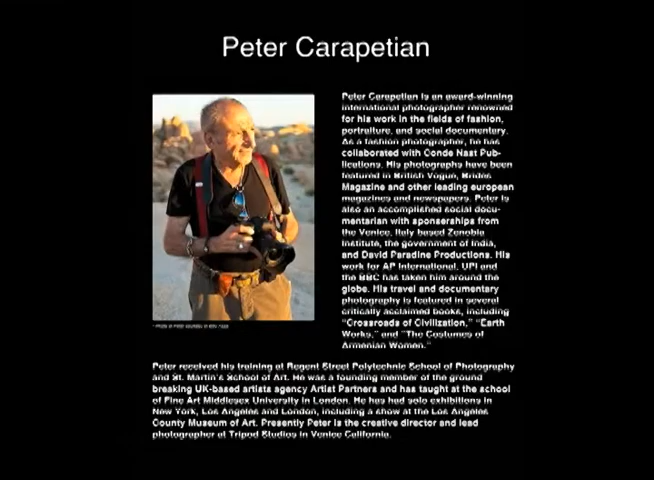 Peter Carapetian
Peter Carapetian is an award-winning
international photographer renowned
for his work in the fields of fashion,
portraiture, and social documentary.
As a fashion photographer, he has
collaborated with Conde Nast Pub-
lications. His photographs have been
featured in British Vogue, Brides
Magazine and other leading european
magazines and newspapers. Peter is
also an accomplished social docu-
mentarian with sponserships from
the Venice, Italy based Zenobia
Institute, the government of India,
and David Paradine Productions. His
work for AP International, UPI and
the BBC has taken him around the
globe. His travel and documentary
photography is featured in several
critically acclaimed books, including
"Crossroads of Civilization," "Earth
Works," and "The Costumes of
Armenian Women."
Peter received his training at Regent Street Polytechnic School of Photography
and St. Martin's School of Art. He was a founding member of the ground
breaking UK-based artists agency Artist Partners and has taught at the school
of Fine Art Middlesex University in London. He has had solo exhibitions in
New York, Los Angeles and London, including a show at the Los Angeles
County Museum of Art. Presently Peter is the creative director and lead
photographer at Tripod Studios in Venice California.